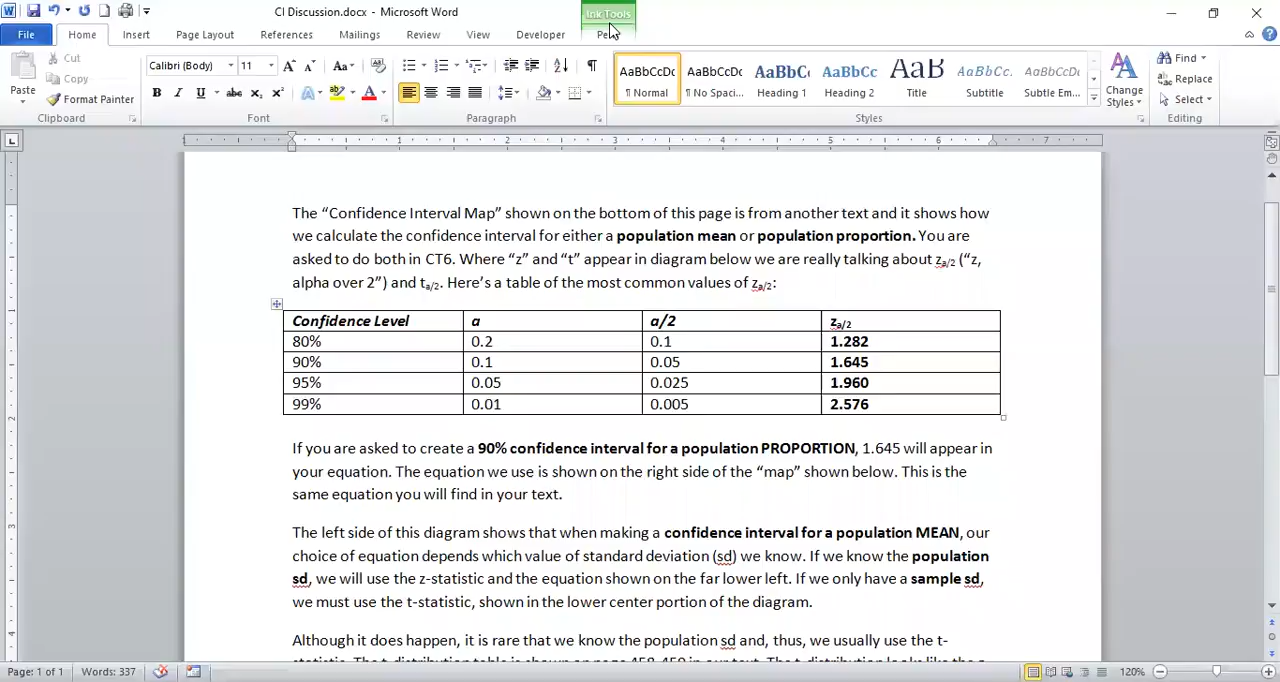 CI Discussion.docx - Microsoft Word
Ink Tools
File Home Insert Page Layout References Mailings Review View Developer
Cut
Copy
Format Painter
Paste
Clipboard
Calibri (Body) 11
Font
Paragraph
AaBbCcDc AaBbCcDc AaBbC AaBbCc AaB AaBbCc. AaBbCcDc
¶ Normal ¶ No Spaci... Heading 1 Heading 2 Title Subtitle Subtle Em...
Change
Styles
Styles
Find
Replace
Select
Editing
1 2 3 4 5 6 7
The “Confidence Interval Map” shown on the bottom of this page is from another text and it shows how
we calculate the confidence interval for either a population mean or population proportion. You are
asked to do both in CT6. Where “z” and “t” appear in diagram below we are really talking about za/2 (“z,
alpha over 2”) and ta/2. Here’s a table of the most common values of za/2:
Confidence Level a a/2 za/2
80% 0.2 0.1 1.282
90% 0.1 0.05 1.645
95% 0.05 0.025 1.960
99% 0.01 0.005 2.576
If you are asked to create a 90% confidence interval for a population PROPORTION, 1.645 will appear in
your equation. The equation we use is shown on the right side of the “map” shown below. This is the
same equation you will find in your text.
The left side of this diagram shows that when making a confidence interval for a population MEAN, our
choice of equation depends which value of standard deviation (sd) we know. If we know the population
sd, we will use the z-statistic and the equation shown on the far lower left. If we only have a sample sd,
we must use the t-statistic, shown in the lower center portion of the diagram.
Although it does happen, it is rare that we know the population sd and, thus, we usually use the t-
Page: 1 of 1 Words: 337 120%